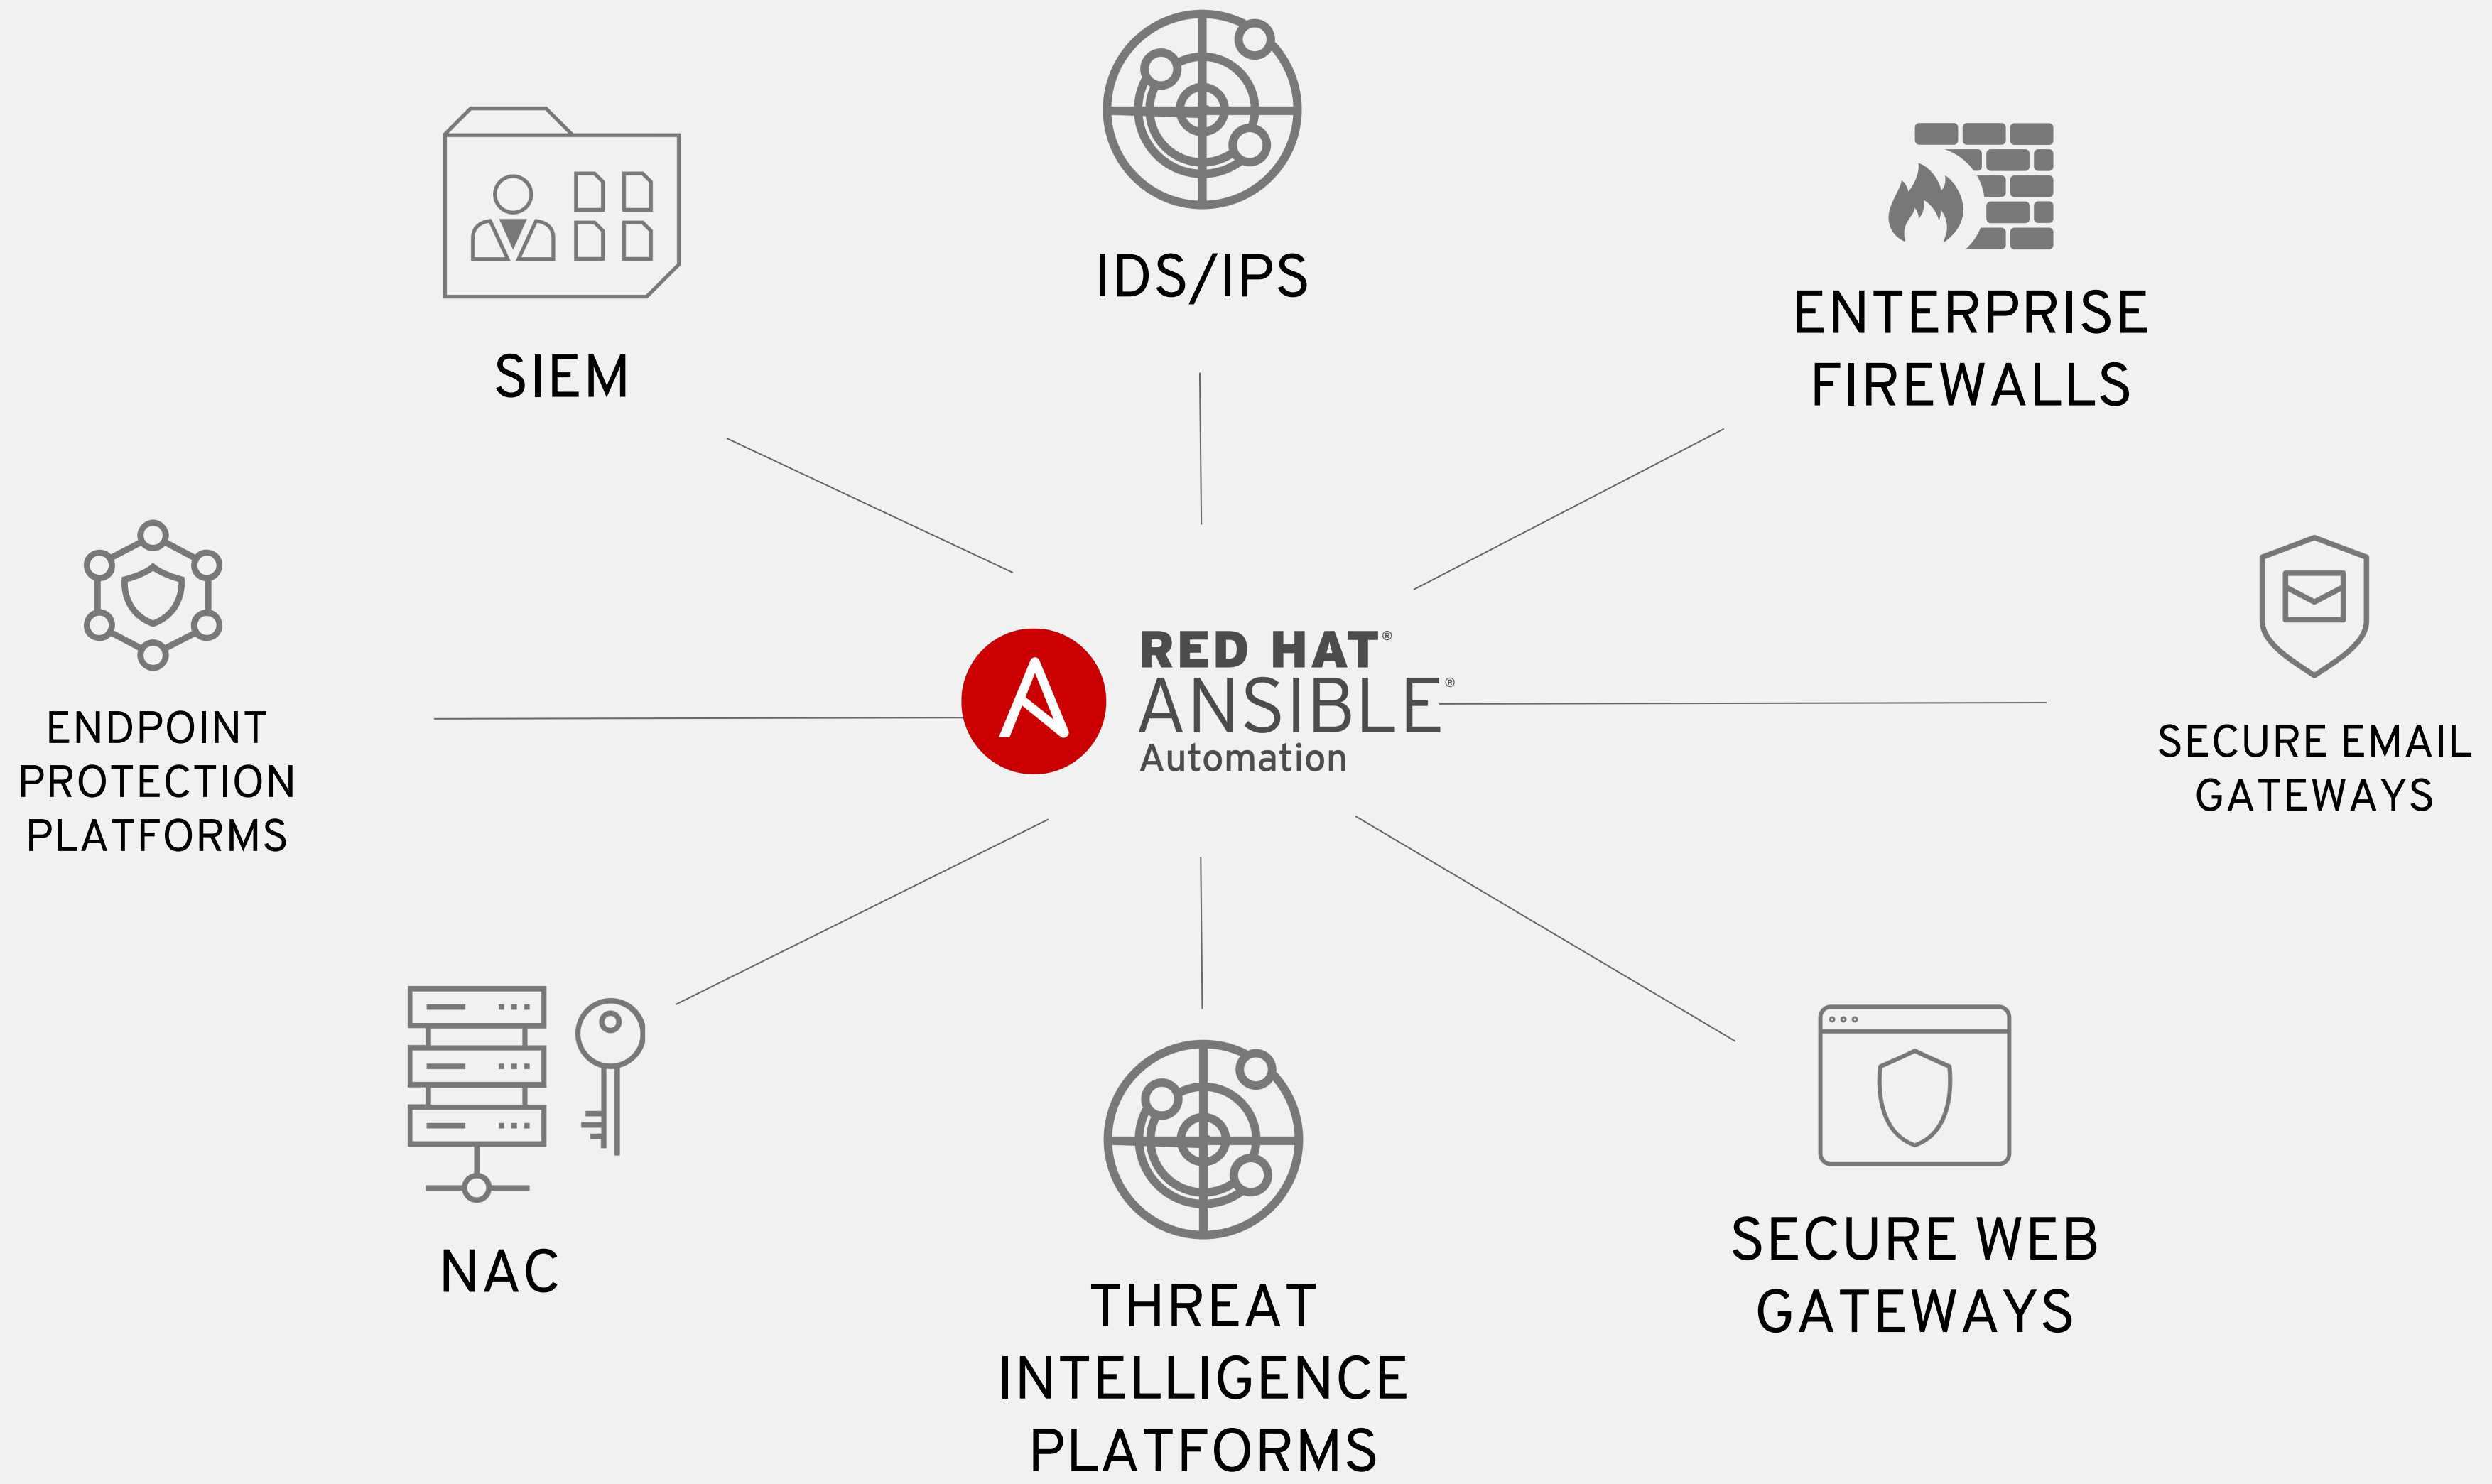 IDS/IPS
SIEM
ENTERPRISE
FIREWALLS
ENDPOINT
PROTECTION
PLATFORMS
RED HAT®
ANSIBLE®
Automation
SECURE EMAIL
GATEWAYS
NAC
THREAT
INTELLIGENCE
PLATFORMS
SECURE WEB
GATEWAYS